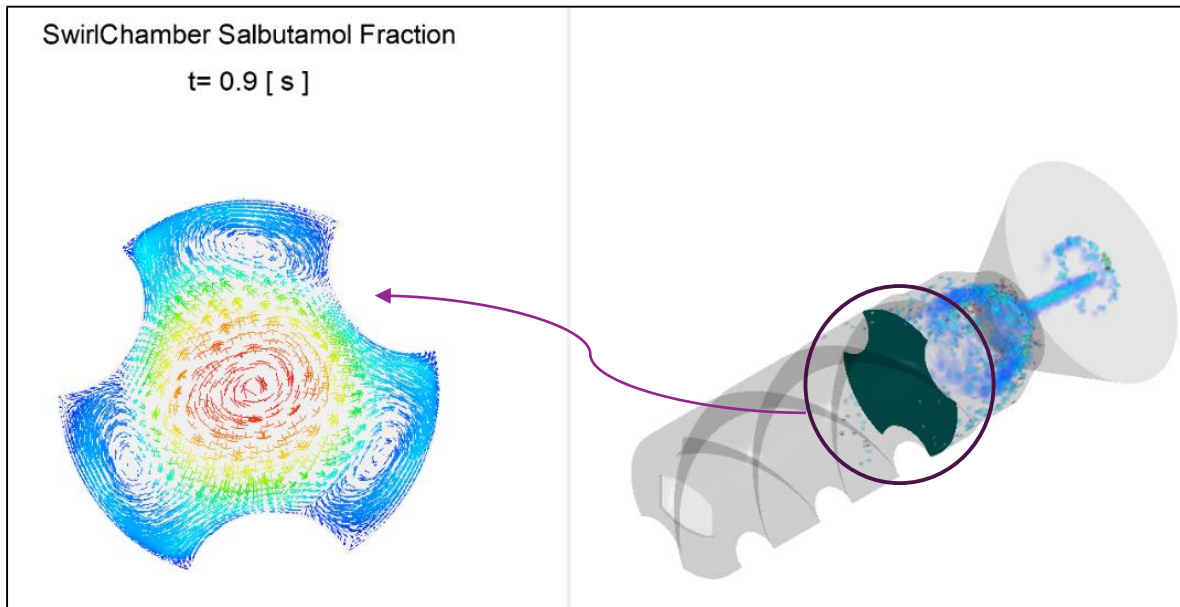 SwirlChamber Salbutamol Fraction
t= 0.9 [ s ]